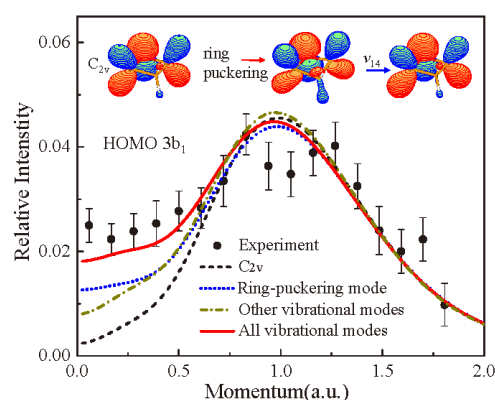 0.06
0.04
0.02
0.00
Relative Intenstity
C2v
ring
puckering
ν14
HOMO 3b1
Experiment
C2v
Ring-puckering mode
Other vibrational modes
All vibrational modes
0.0 0.5 1.0 1.5 2.0
Momentum(a.u.)